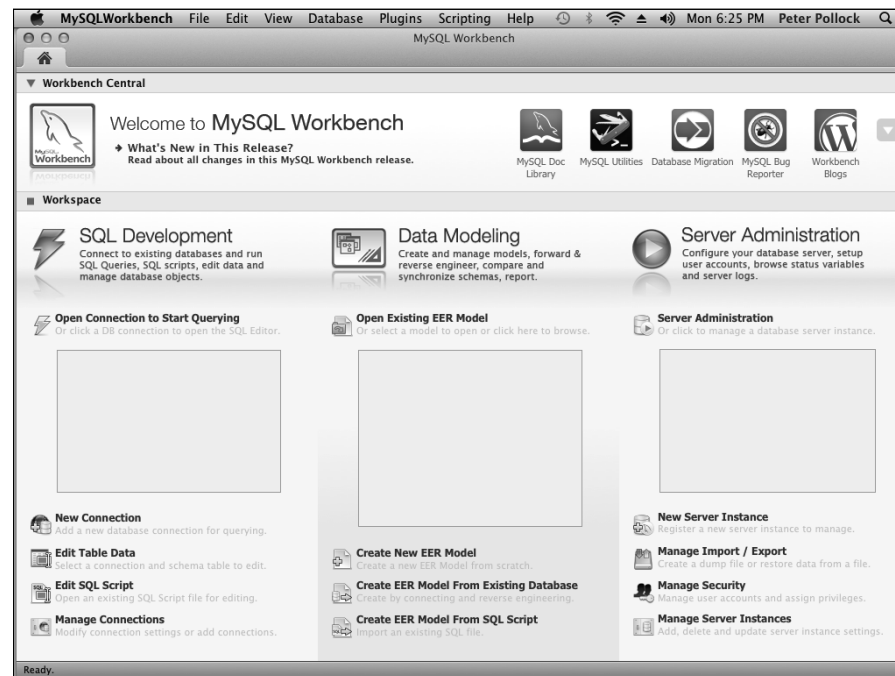 MySQLWorkbench File Edit View Database Plugins Scripting Help Mon 6:25 PM Peter Pollock
MySQL Workbench
Workbench Central
MySQL
Workbench
Welcome to MySQL Workbench
What's New in This Release?
Read about all changes in this MySQL Workbench release.
MySQL Doc
Library
MySQL Utilities
Database Migration
MySQL Bug
Reporter
Workbench
Blogs
Workspace
SQL Development
Connect to existing databases and run
SQL Queries, SQL scripts, edit data and
manage database objects.
Data Modeling
Create and manage models, forward &
reverse engineer, compare and
synchronize schemas, report.
Server Administration
Configure your database server, setup
user accounts, browse status variables
and server logs.
Open Connection to Start Querying
Or click a DB connection to open the SQL Editor.
Open Existing EER Model
Or select a model to open or click here to browse.
Server Administration
Or click to manage a database server instance.
New Connection
Add a new database connection for querying.
Edit Table Data
Select a connection and schema table to edit.
Edit SQL Script
Open an existing SQL Script file for editing.
Manage Connections
Modify connection settings or add connections.
Create New EER Model
Create a new EER Model from scratch.
Create EER Model From Existing Database
Create by connecting and reverse engineering.
Create EER Model From SQL Script
Import an existing SQL file.
New Server Instance
Register a new server instance to manage.
Manage Import / Export
Create a dump file or restore data from a file.
Manage Security
Manage user accounts and assign privileges.
Manage Server Instances
Add, delete and update server instance settings.
Ready.